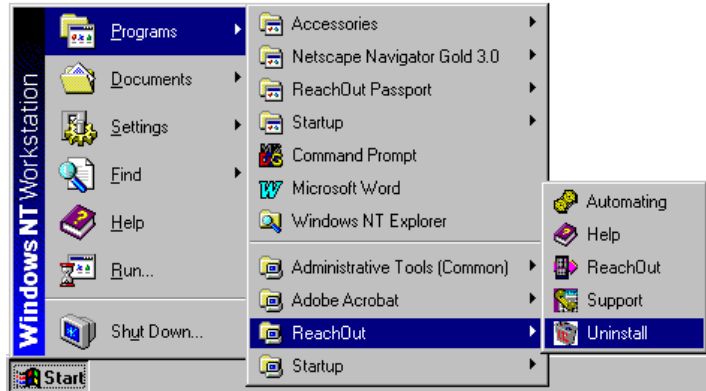 Windows NT Workstation
Programs
Documents
Settings
Find
Help
Run...
Shut Down...
Start
Accessories
Netscape Navigator Gold 3.0
ReachOut Passport
Startup
Command Prompt
Microsoft Word
Windows NT Explorer
Administrative Tools (Common)
Adobe Acrobat
ReachOut
Startup
Automating
Help
ReachOut
Support
Uninstall